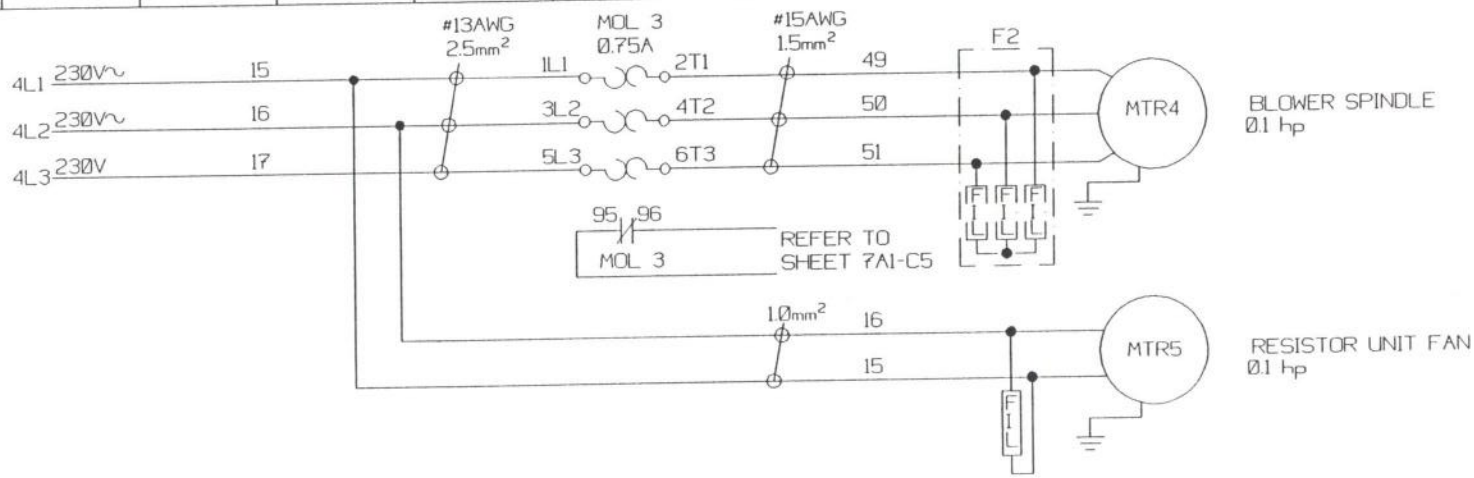 #13AWG
2.5mm²
MOL 3
0.75A
#15AWG
1.5mm²
F2
4L1 230V~ 15 1L1 2T1 49
4L2 230V~ 16 3L2 4T2 50
4L3 230V 17 5L3 6T3 51
MTR4
BLOWER SPINDLE
0.1 hp
FIL FIL FIL
95 96
MOL 3
REFER TO
SHEET 7A1-C5
1.0mm²
16
15
MTR5
RESISTOR UNIT FAN
0.1 hp
FIL